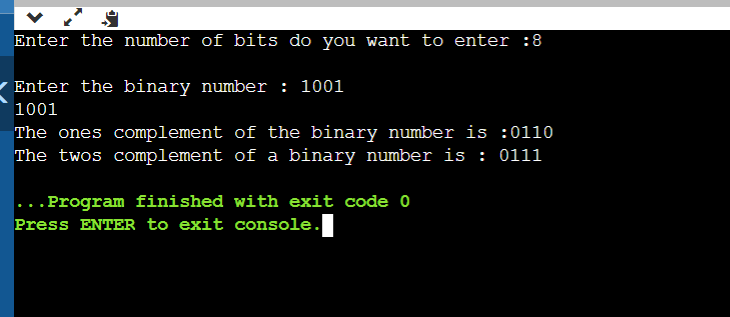 Enter the number of bits do you want to enter :8
Enter the binary number : 1001
1001
The ones complement of the binary number is :0110
The twos complement of a binary number is : 0111
...Program finished with exit code 0
Press ENTER to exit console.